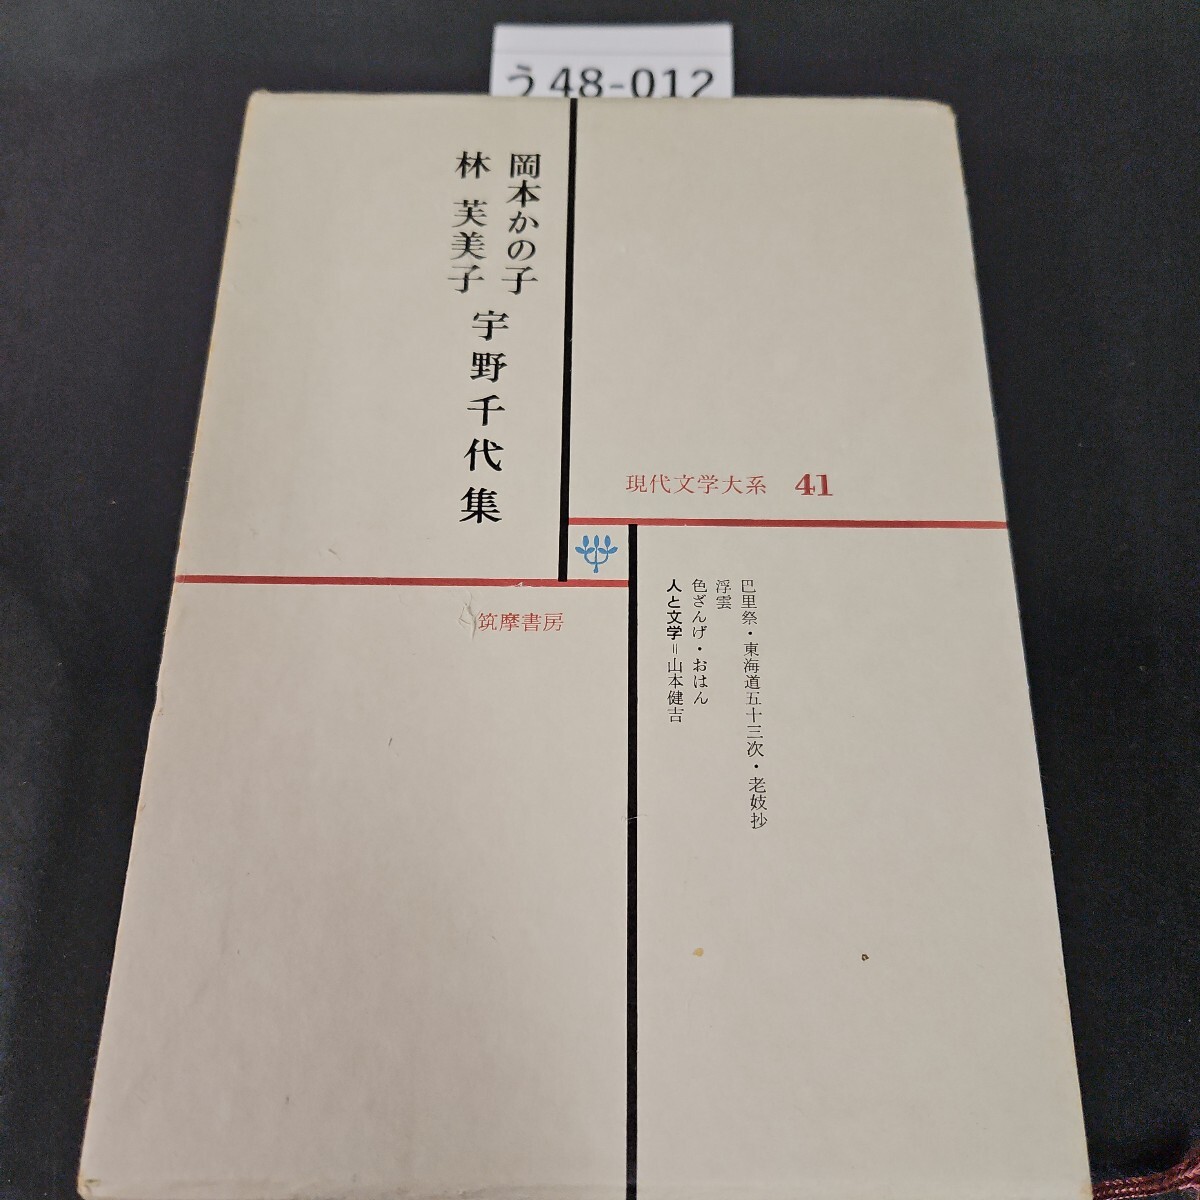 う48-012
岡本かの子
林 芙美子
宇野千代集
現代文学大系 41
筑摩書房
巴里祭・東海道五十三次・老妓抄
浮雲
色ざんげ・おはん
人と文学=山本健吉